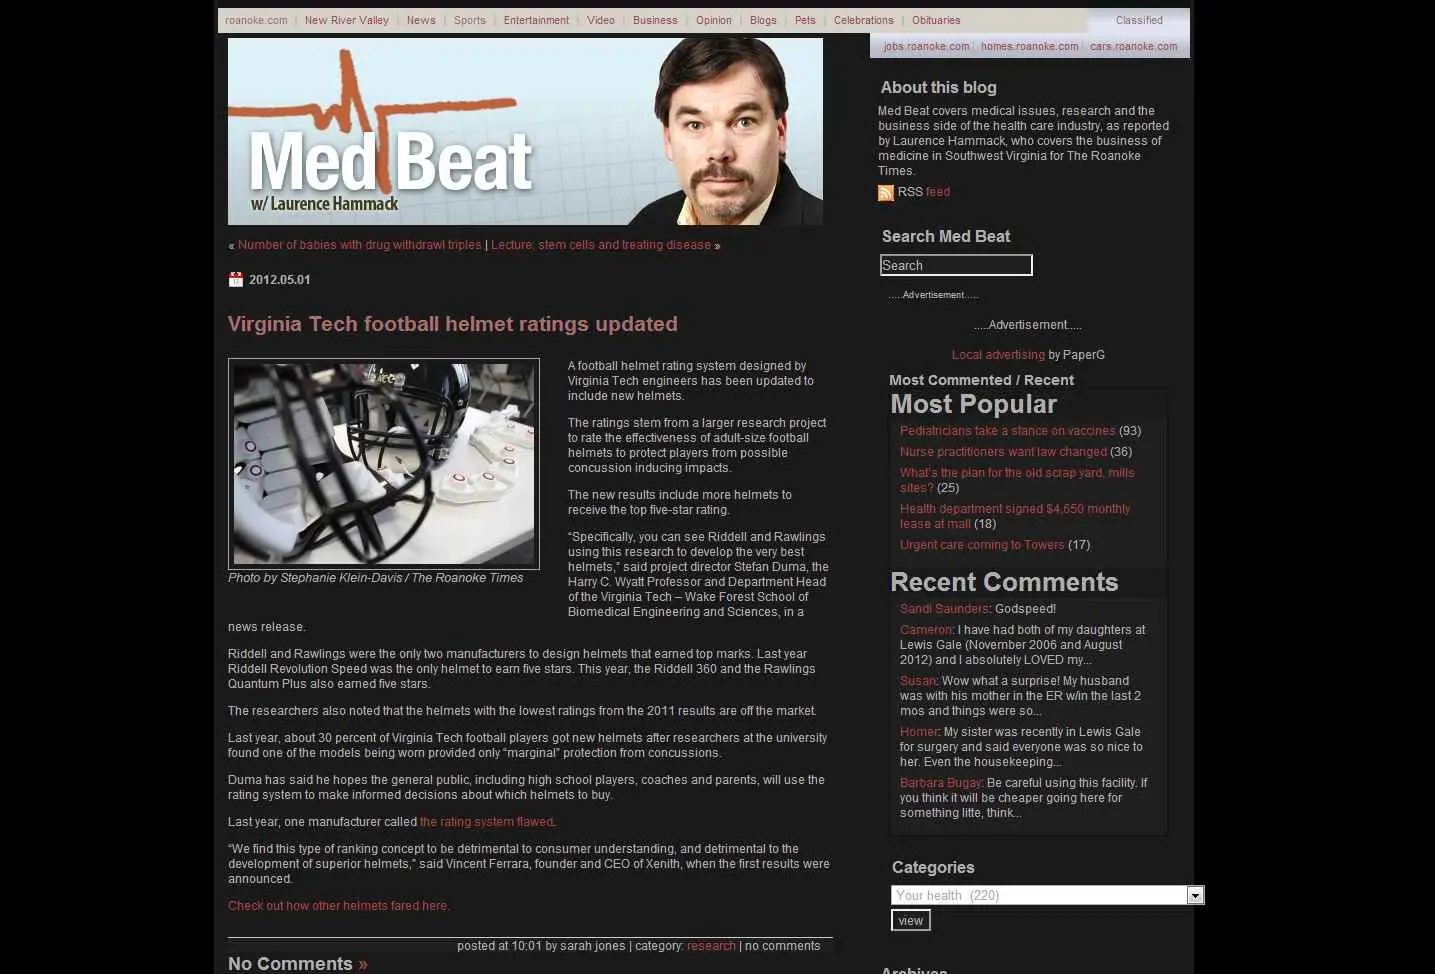 roanoke.com | New River Valley | News | Sports | Entertainment | Video | Business | Opinion | Blogs | Pets | Celebrations | Obituaries
Classified
jobs.roanoke.com | homes.roanoke.com | cars.roanoke.com
Med Beat
w/ Laurence Hammack
« Number of babies with drug withdrawl triples | Lecture: stem cells and treating disease »
2012.05.01
Virginia Tech football helmet ratings updated
A football helmet rating system designed by
Virginia Tech engineers has been updated to
include new helmets.
The ratings stem from a larger research project
to rate the effectiveness of adult-size football
helmets to protect players from possible
concussion inducing impacts.
The new results include more helmets to
receive the top five-star rating.
“Specifically, you can see Riddell and Rawlings
using this research to develop the very best
helmets,” said project director Stefan Duma, the
Harry C. Wyatt Professor and Department Head
of the Virginia Tech – Wake Forest School of
Biomedical Engineering and Sciences, in a
Photo by Stephanie Klein-Davis / The Roanoke Times
news release.
Riddell and Rawlings were the only two manufacturers to design helmets that earned top marks. Last year
Riddell Revolution Speed was the only helmet to earn five stars. This year, the Riddell 360 and the Rawlings
Quantum Plus also earned five stars.
The researchers also noted that the helmets with the lowest ratings from the 2011 results are off the market.
Last year, about 30 percent of Virginia Tech football players got new helmets after researchers at the university
found one of the models being worn provided only “marginal” protection from concussions.
Duma has said he hopes the general public, including high school players, coaches and parents, will use the
rating system to make informed decisions about which helmets to buy.
Last year, one manufacturer called the rating system flawed.
“We find this type of ranking concept to be detrimental to consumer understanding, and detrimental to the
development of superior helmets,” said Vincent Ferrara, founder and CEO of Xenith, when the first results were
announced.
Check out how other helmets fared here.
posted at 10:01 by sarah jones | category: research | no comments
No Comments »
About this blog
Med Beat covers medical issues, research and the
business side of the health care industry, as reported
by Laurence Hammack, who covers the business of
medicine in Southwest Virginia for The Roanoke
Times.
RSS feed
Search Med Beat
Search
.....Advertisement.....
.....Advertisement.....
Local advertising by PaperG
Most Commented / Recent
Most Popular
Pediatricians take a stance on vaccines (93)
Nurse practitioners want law changed (36)
What's the plan for the old scrap yard, mills
sites? (25)
Health department signed $4,650 monthly
lease at mall (18)
Urgent care coming to Towers (17)
Recent Comments
Sandi Saunders: Godspeed!
Cameron: I have had both of my daughters at
Lewis Gale (November 2006 and August
2012) and I absolutely LOVED my...
Susan: Wow what a surprise! My husband
was with his mother in the ER w/in the last 2
mos and things were so...
Homer: My sister was recently in Lewis Gale
for surgery and said everyone was so nice to
her. Even the housekeeping...
Barbara Bugay: Be careful using this facility. If
you think it will be cheaper going here for
something litte, think...
Categories
Your health (220)
view
Archives